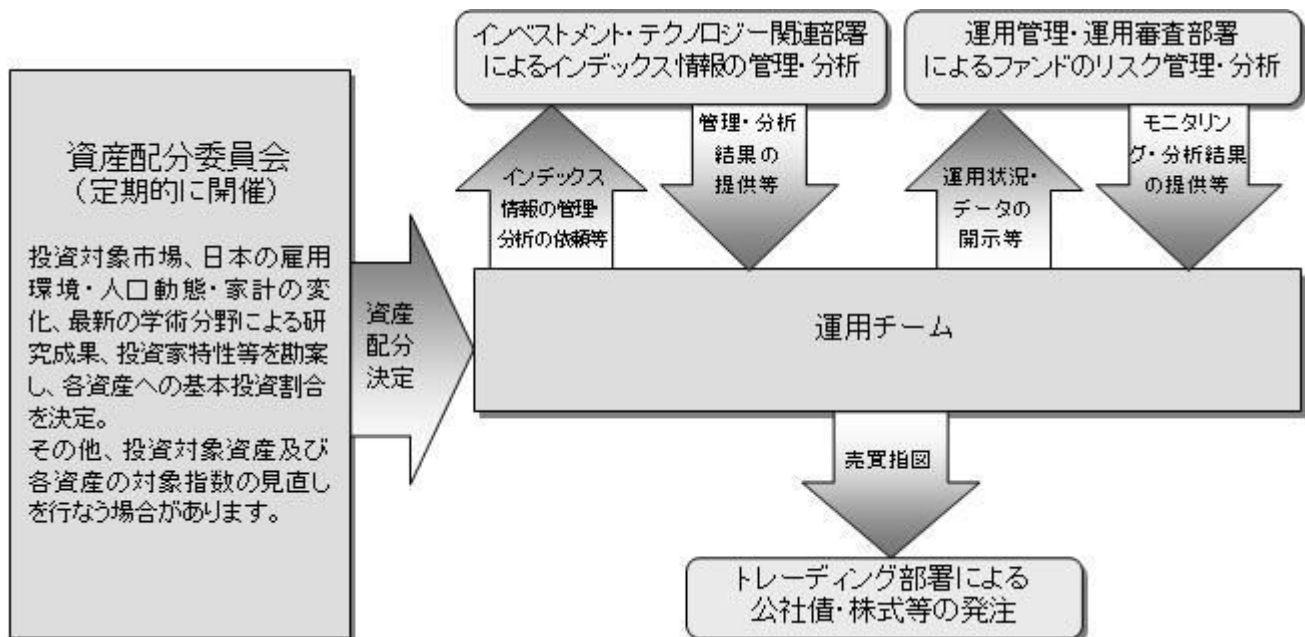 インベストメント・テクノロジー関連部署
によるインデックス情報の管理・分析
運用管理・運用審査部署
によるファンドのリスク管理・分析
資産配分委員会
(定期的に開催)
投資対象市場、日本の雇用
環境・人口動態・家計の変
化、最新の学術分野による研
究成果、投資家特性等を勘案
し、各資産への基本投資割合
を決定。
その他、投資対象資産及び
各資産の対象指数の見直し
を行なう場合があります。
資産
配分
決定
インデックス
情報の管理・
分析の依頼等
管理・分析
結果の
提供等
運用状況・
データの
開示等
モニタリン
グ・分析結果
の提供等
運用チーム
売買指図
トレーディング部署による
公社債・株式等の発注